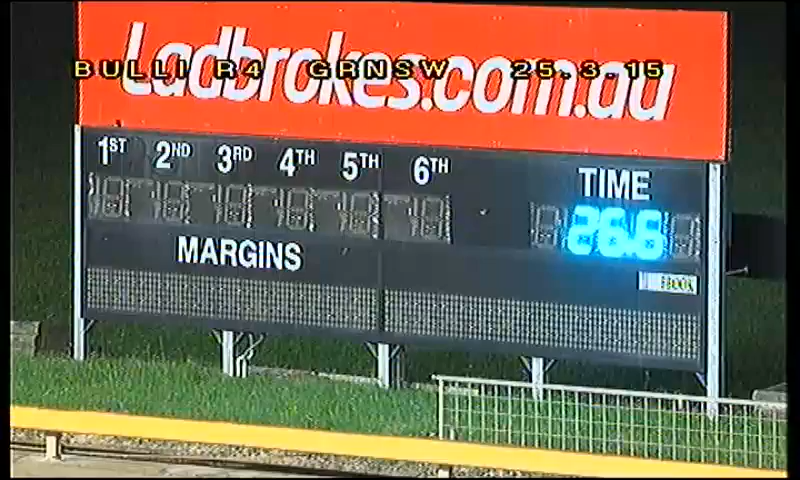 Ladbrokes.com.au
BULLI R4 GRNSW 25.3.15
1ST 2ND 3RD 4TH 5TH 6TH TIME
26.6
MARGINS